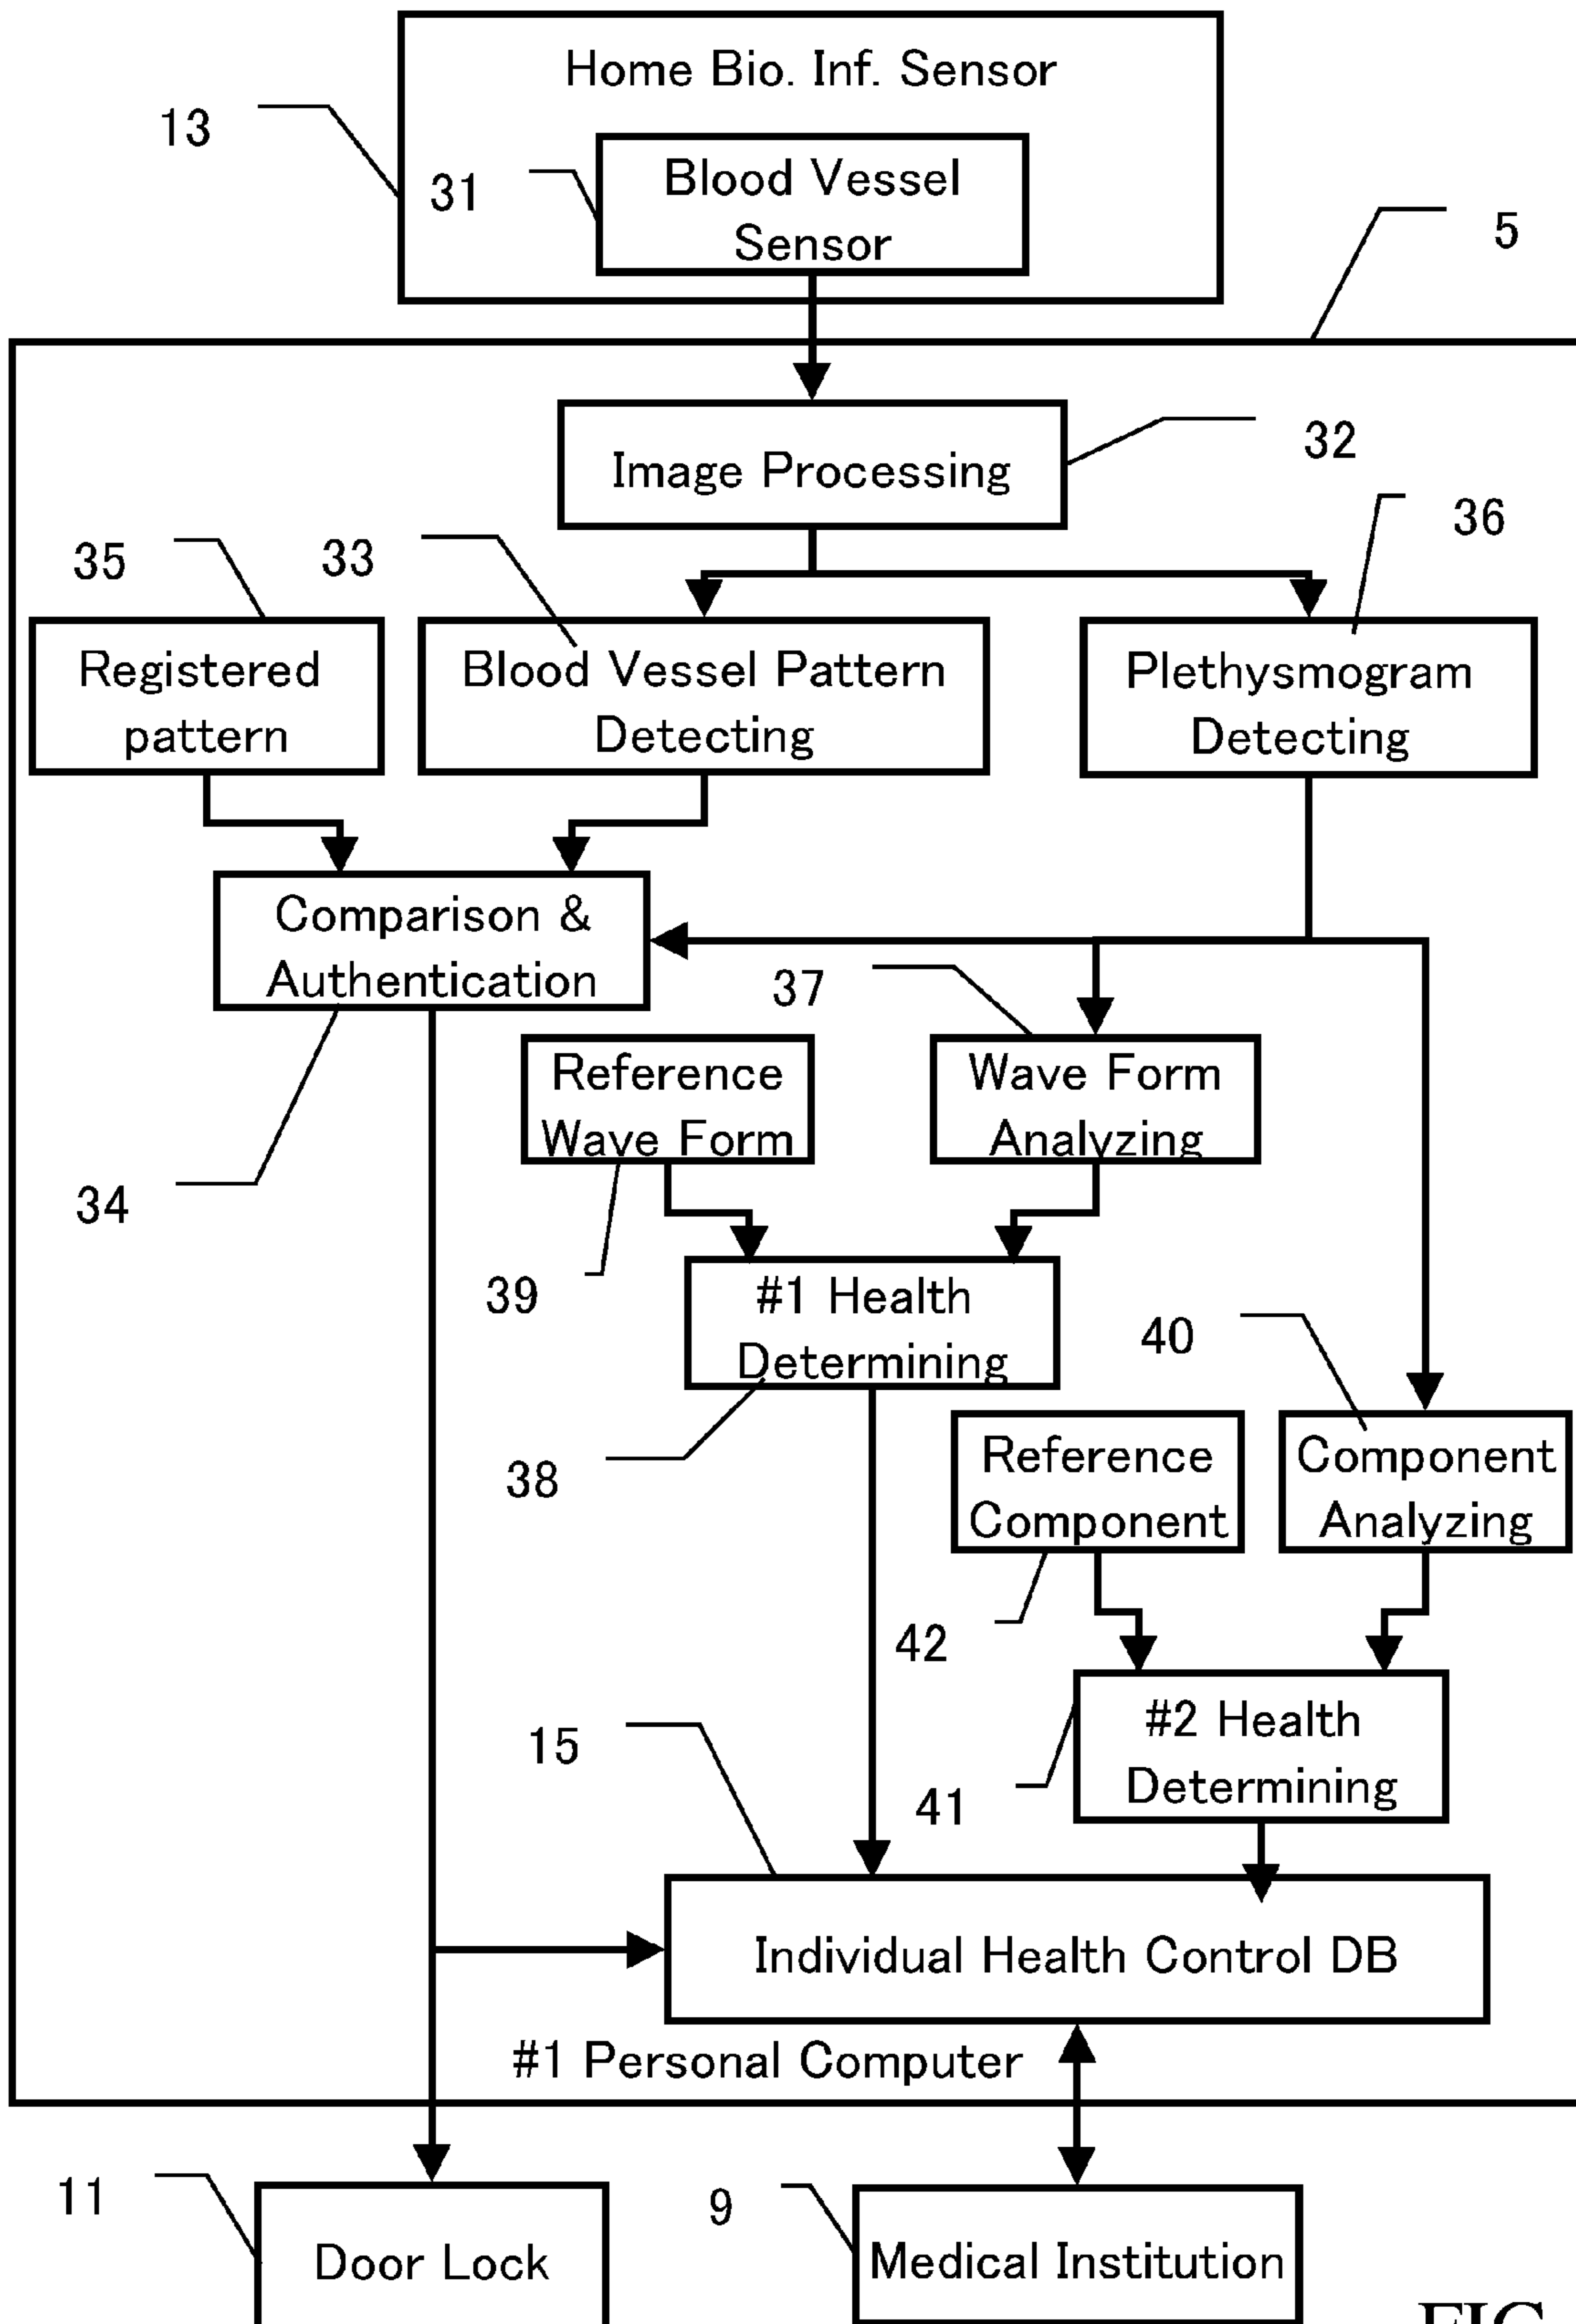 Home Bio. Inf. Sensor
13
31
Blood Vessel
Sensor
5
Image Processing
32
35
33
36
Registered
pattern
Blood Vessel Pattern
Detecting
Plethysmogram
Detecting
Comparison &
Authentication
37
Reference
Wave Form
Wave Form
Analyzing
34
39
#1 Health
Determining
40
38
Reference
Component
Component
Analyzing
42
#2 Health
Determining
15
41
Individual Health Control DB
#1 Personal Computer
11
9
Door Lock
Medical Institution